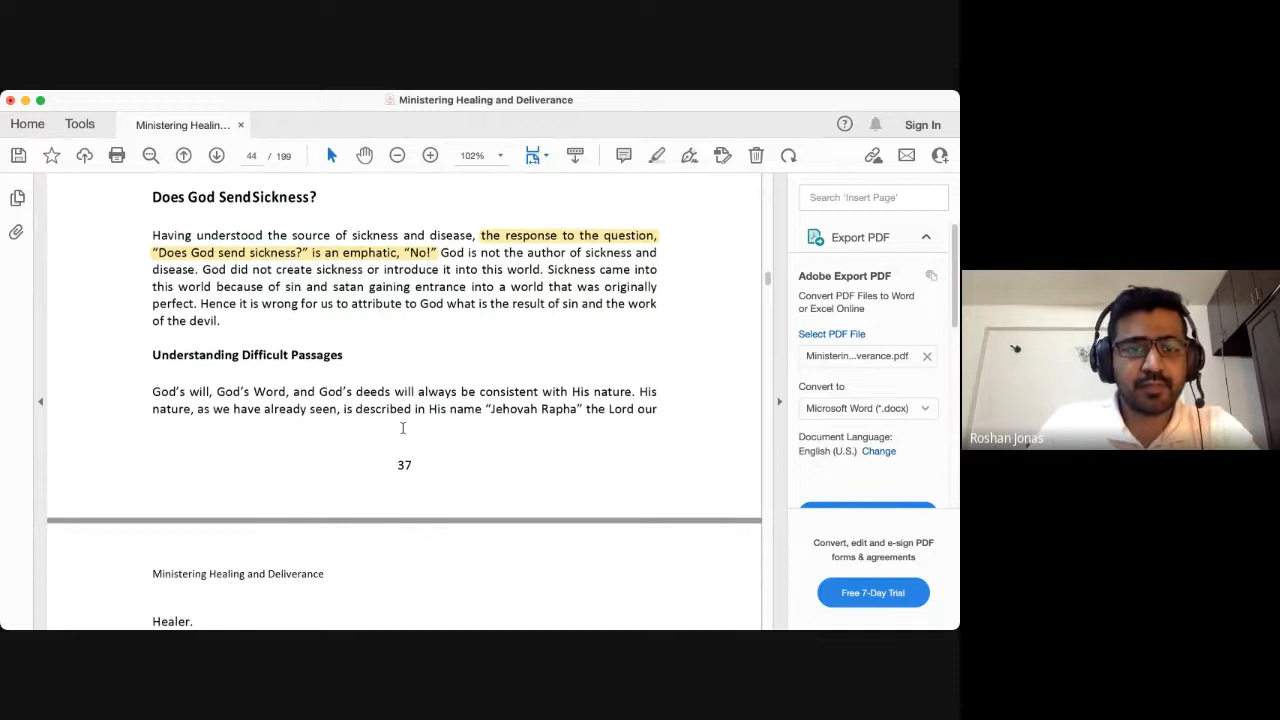 Ministering Healing and Deliverance
Home
Tools
Ministering Healin...
Sign In
44 / 199
102%
Does God Send Sickness?
Having understood the source of sickness and disease, the response to the question,
“Does God send sickness?” is an emphatic, “No!” God is not the author of sickness and
disease. God did not create sickness or introduce it into this world. Sickness came into
this world because of sin and satan gaining entrance into a world that was originally
perfect. Hence it is wrong for us to attribute to God what is the result of sin and the work
of the devil.
Understanding Difficult Passages
God’s will, God’s Word, and God’s deeds will always be consistent with His nature. His
nature, as we have already seen, is described in His name “Jehovah Rapha” the Lord our
37
Ministering Healing and Deliverance
Healer.
Search 'Insert Page'
Export PDF
Adobe Export PDF
Convert PDF Files to Word
or Excel Online
Select PDF File
Ministerin...verance.pdf
Convert to
Microsoft Word (*.docx)
Document Language:
English (U.S.) Change
Convert, edit and e-sign PDF
forms & agreements
Free 7-Day Trial
Roshan Jonas